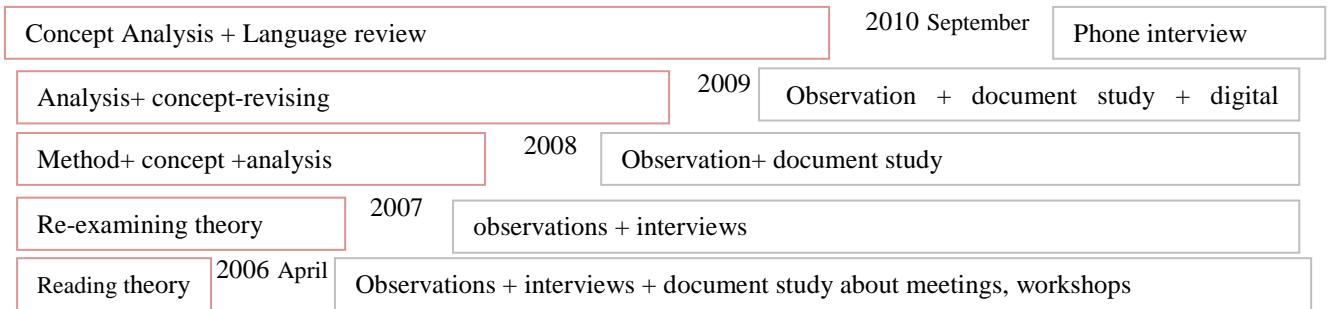 Concept Analysis + Language review 2010 September Phone interview
Analysis+ concept-revising 2009 Observation + document study + digital
Method+ concept +analysis 2008 Observation+ document study
Re-examining theory 2007 observations + interviews
Reading theory 2006 April Observations + interviews + document study about meetings, workshops